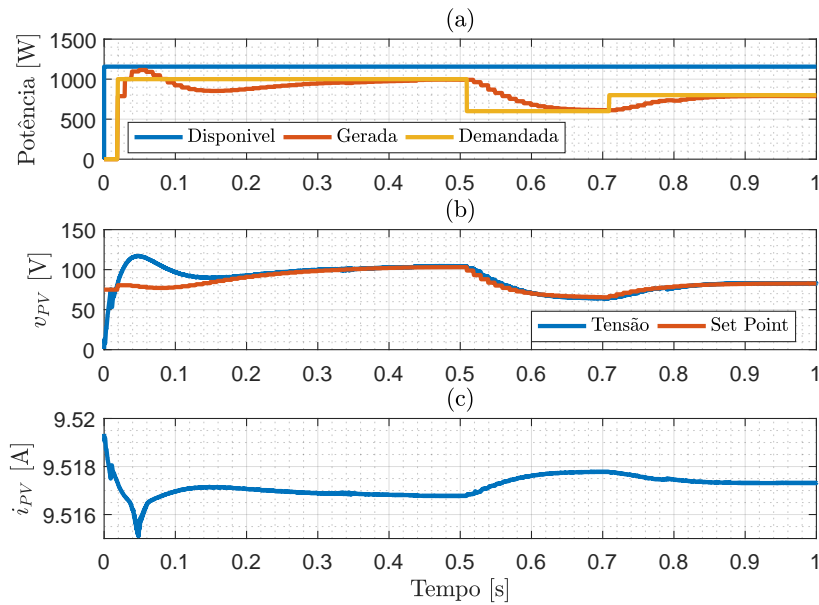 (a)
Potência [W]
1500
1000
500
0
Disponivel Gerada Demandada
0 0.1 0.2 0.3 0.4 0.5 0.6 0.7 0.8 0.9 1
(b)
v_PV [V]
150
100
50
0
Tensão Set Point
0 0.1 0.2 0.3 0.4 0.5 0.6 0.7 0.8 0.9 1
(c)
i_PV [A]
9.52
9.518
9.516
0 0.1 0.2 0.3 0.4 0.5 0.6 0.7 0.8 0.9 1
Tempo [s]